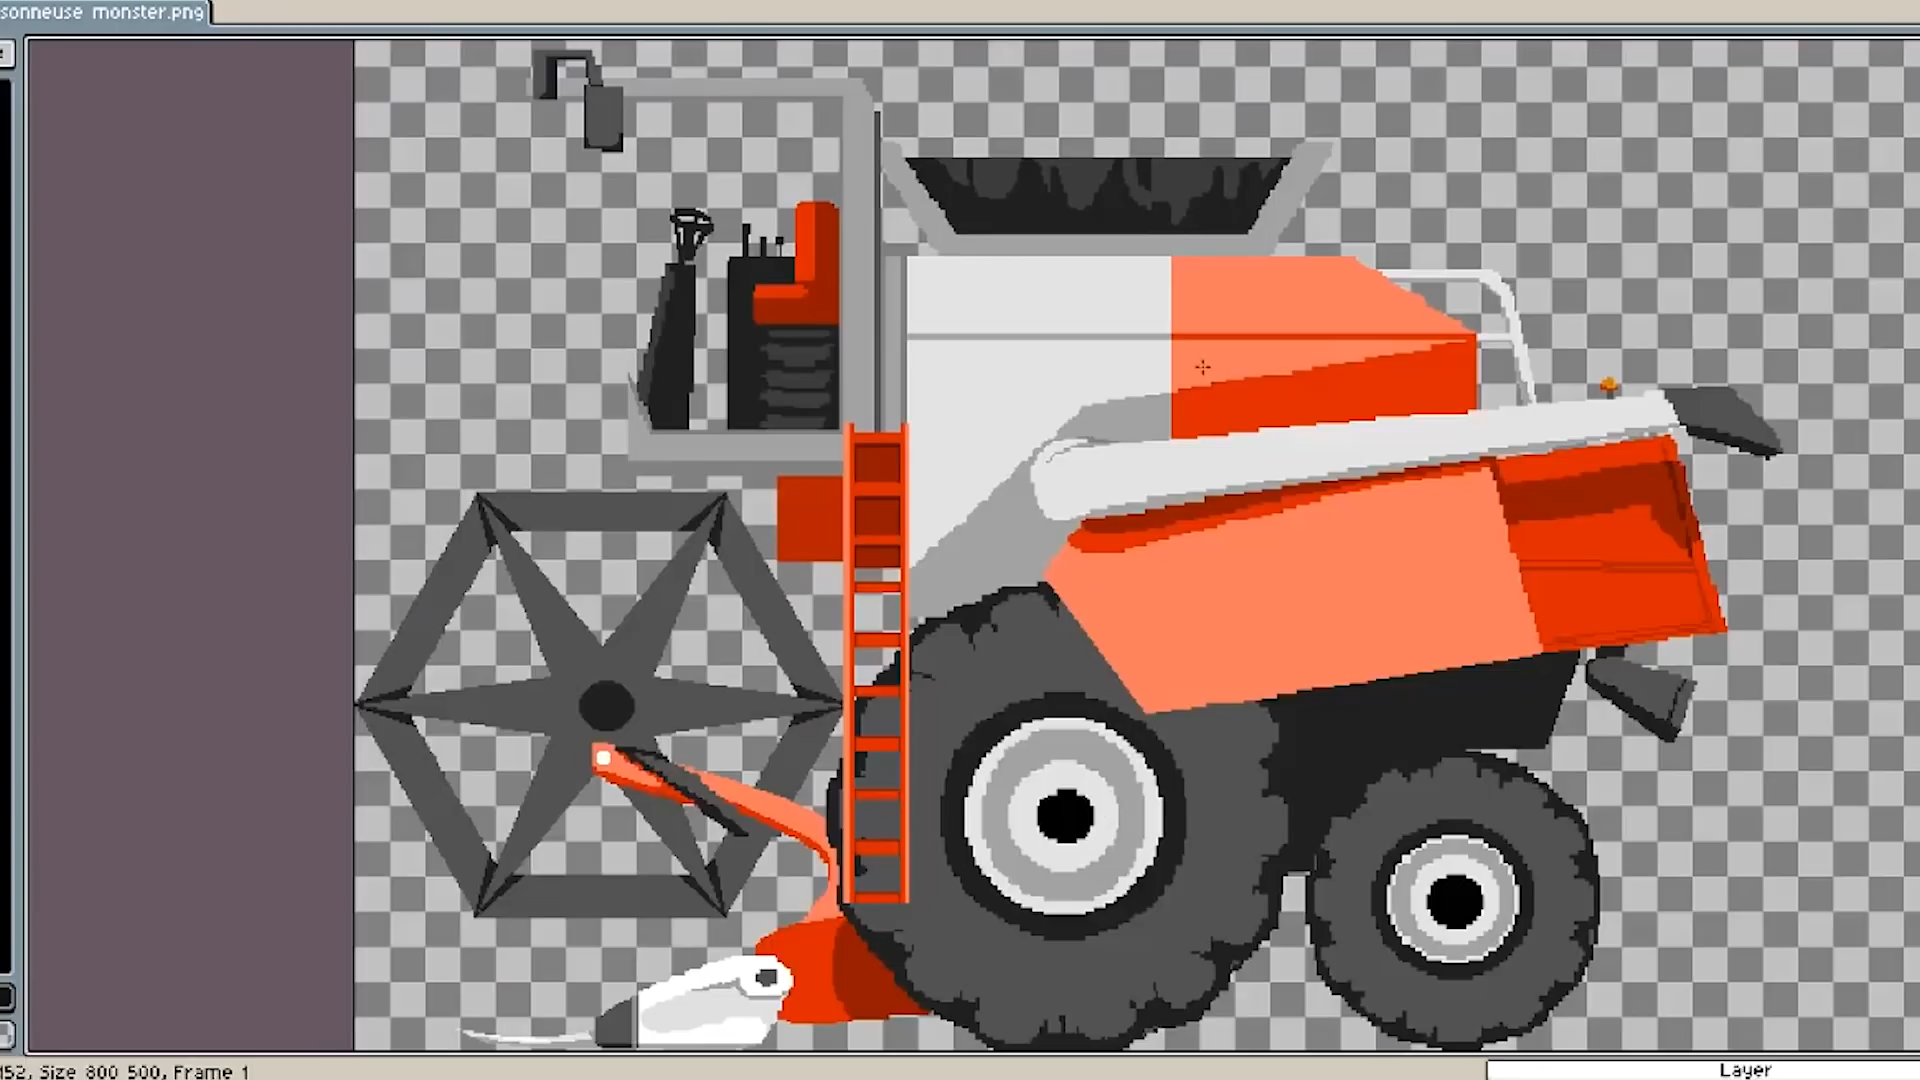 sonneuse monster.png
152, Size 800 500, Frame 1
Layer